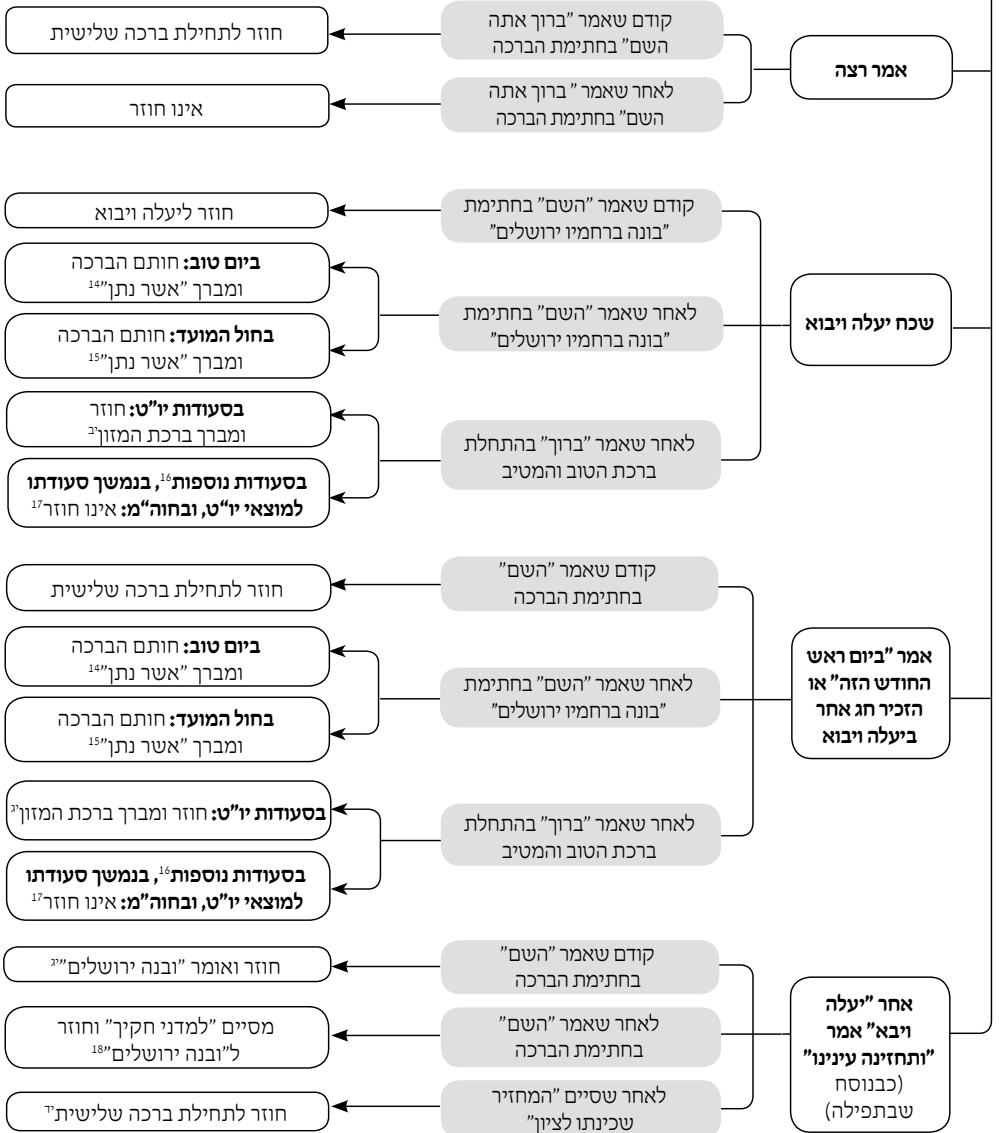 אמר רצה
קודם שאמר "ברוך אתה
השם" בחתימת הברכה
חוזר לתחילת ברכה שלישית
לאחר שאמר "ברוך אתה
השם" בחתימת הברכה
אינו חוזר
שכח יעלה ויבוא
קודם שאמר "השם" בחתימת
"בונה ברחמיו ירושלים"
חוזר ליעלה ויבוא
לאחר שאמר "השם" בחתימת
"בונה ברחמיו ירושלים"
ביום טוב: חותם הברכה
ומברך "אשר נתן"14
בחול המועד: חותם הברכה
ומברך "אשר נתן"15
לאחר שאמר "ברוך" בהתחלת
ברכת הטוב והמטיב
בסעודות יו"ט: חוזר
ומברך ברכת המזוןיב
בסעודות נוספות16, בנמשך סעודתו
למוצאי יו"ט, ובחוה"מ: אינו חוזר17
אמר "ביום ראש
החודש הזה" או
הזכיר חג אחר
ביעלה ויבוא
קודם שאמר "השם"
בחתימת הברכה
חוזר לתחילת ברכה שלישית
לאחר שאמר "השם" בחתימת
"בונה ברחמיו ירושלים"
ביום טוב: חותם הברכה
ומברך "אשר נתן"14
בחול המועד: חותם הברכה
ומברך "אשר נתן"15
לאחר שאמר "ברוך" בהתחלת
ברכת הטוב והמטיב
בסעודות יו"ט: חוזר ומברך ברכת המזוןיג
בסעודות נוספות16, בנמשך סעודתו
למוצאי יו"ט, ובחוה"מ: אינו חוזר17
אחר "יעלה
ויבא" אמר
"ותחזינה עינינו"
(כבנוסח
שבתפילה)
קודם שאמר "השם"
בחתימת הברכה
חוזר ואומר "ובנה ירושלים"יג
לאחר שאמר "השם"
בחתימת הברכה
מסיים "למדני חקיך" וחוזר
ל"ובנה ירושלים"18
לאחר שסיים "המחזיר
שכינתו לציון"
חוזר לתחילת ברכה שלישיתיד